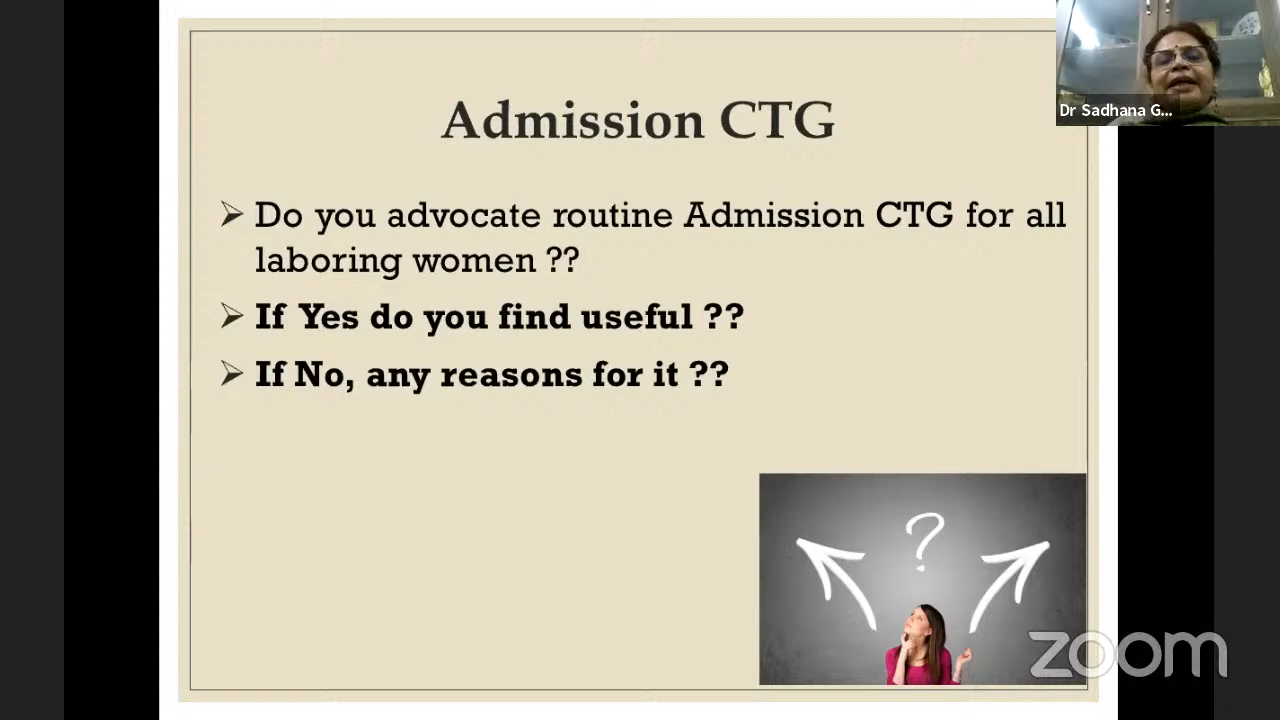 Dr Sadhana G...
Admission CTG
Do you advocate routine Admission CTG for all
laboring women ??
If Yes do you find useful ??
If No, any reasons for it ??
?
zoom